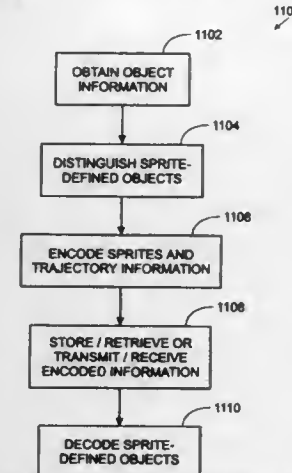 110
1102
OBTAIN OBJECT
INFORMATION
1104
DISTINGUISH SPRITE-
DEFINED OBJECTS
1106
ENCODE SPRITES AND
TRAJECTORY INFORMATION
1108
STORE / RETRIEVE OR
TRANSMIT / RECEIVE
ENCODED INFORMATION
1110
DECODE SPRITE-
DEFINED OBJECTS